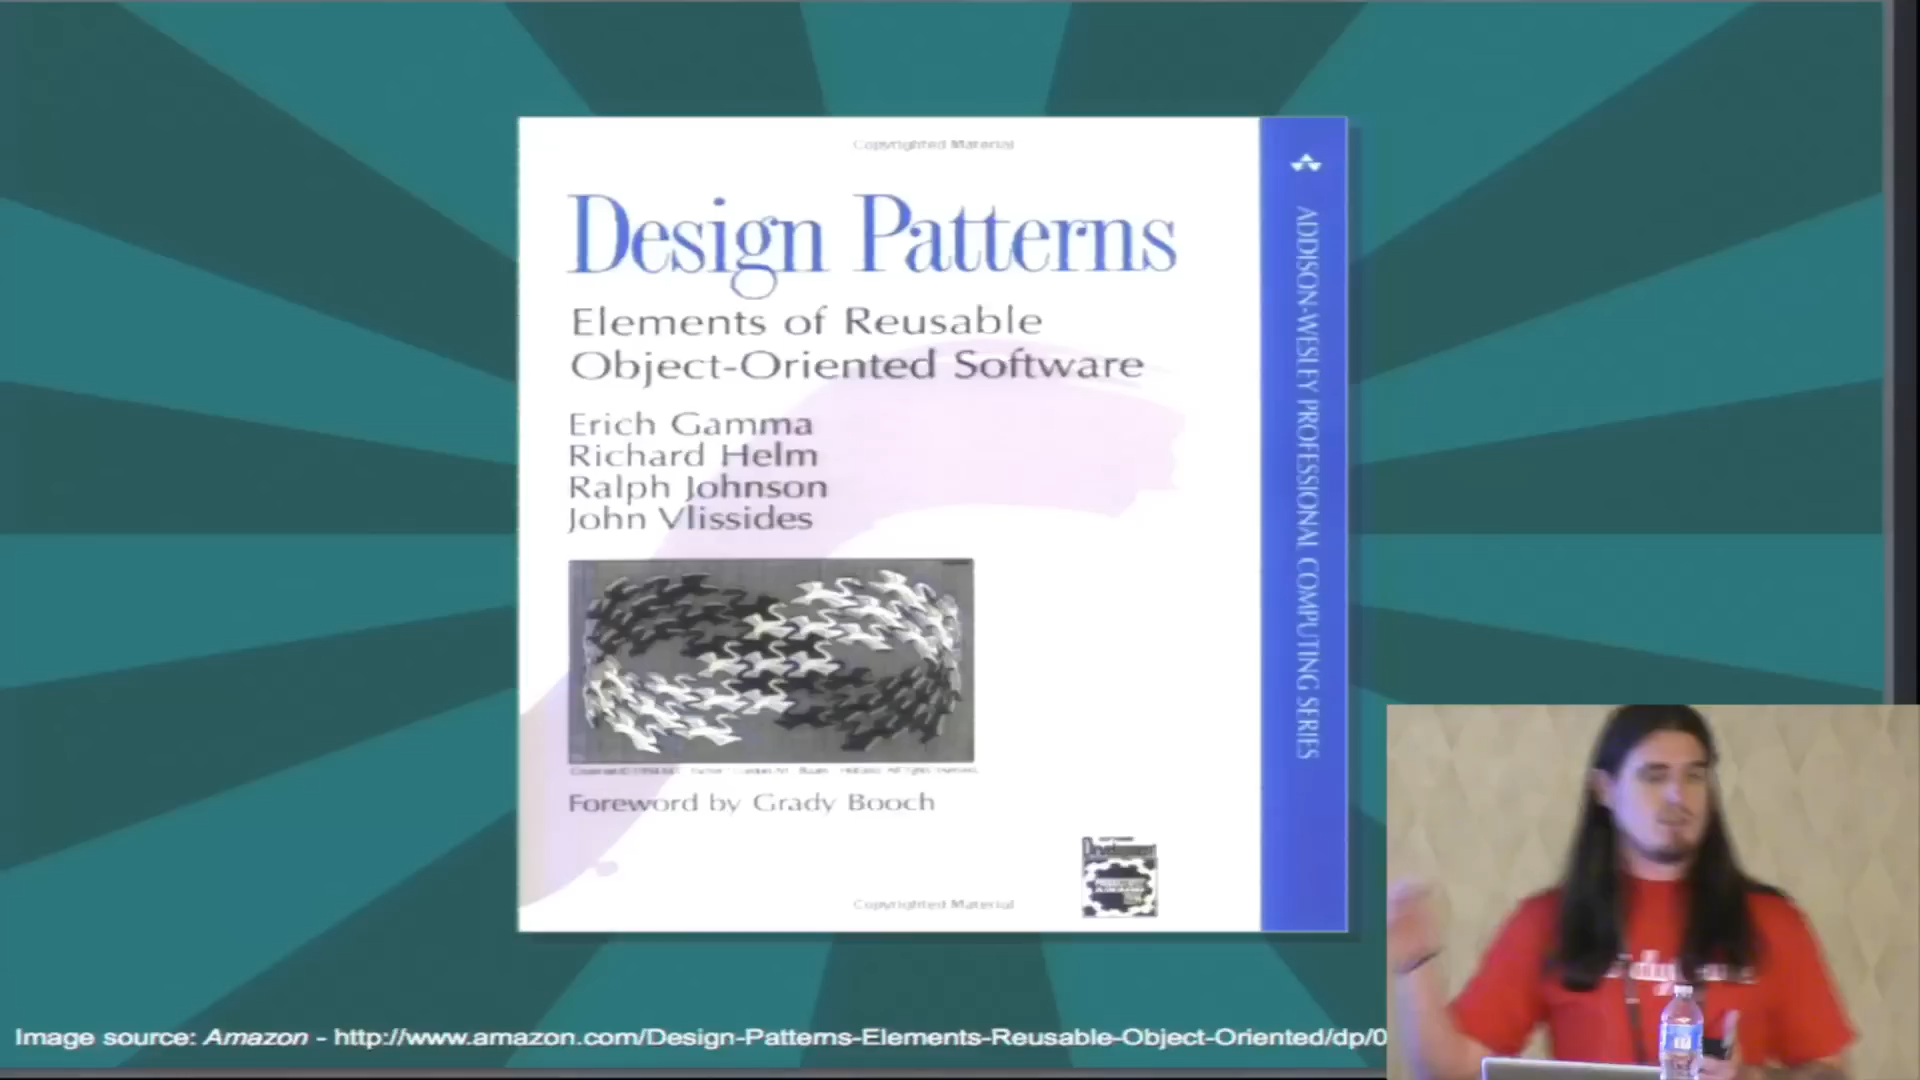 Copyrighted Material
Design Patterns
Elements of Reusable
Object-Oriented Software
Erich Gamma
Richard Helm
Ralph Johnson
John Vlissides
Foreword by Grady Booch
Development
PRODUCTIVITY
Copyrighted Material
ADDISON-WESLEY PROFESSIONAL COMPUTING SERIES
Image source: Amazon - http://www.amazon.com/Design-Patterns-Elements-Reusable-Object-Oriented/dp/0